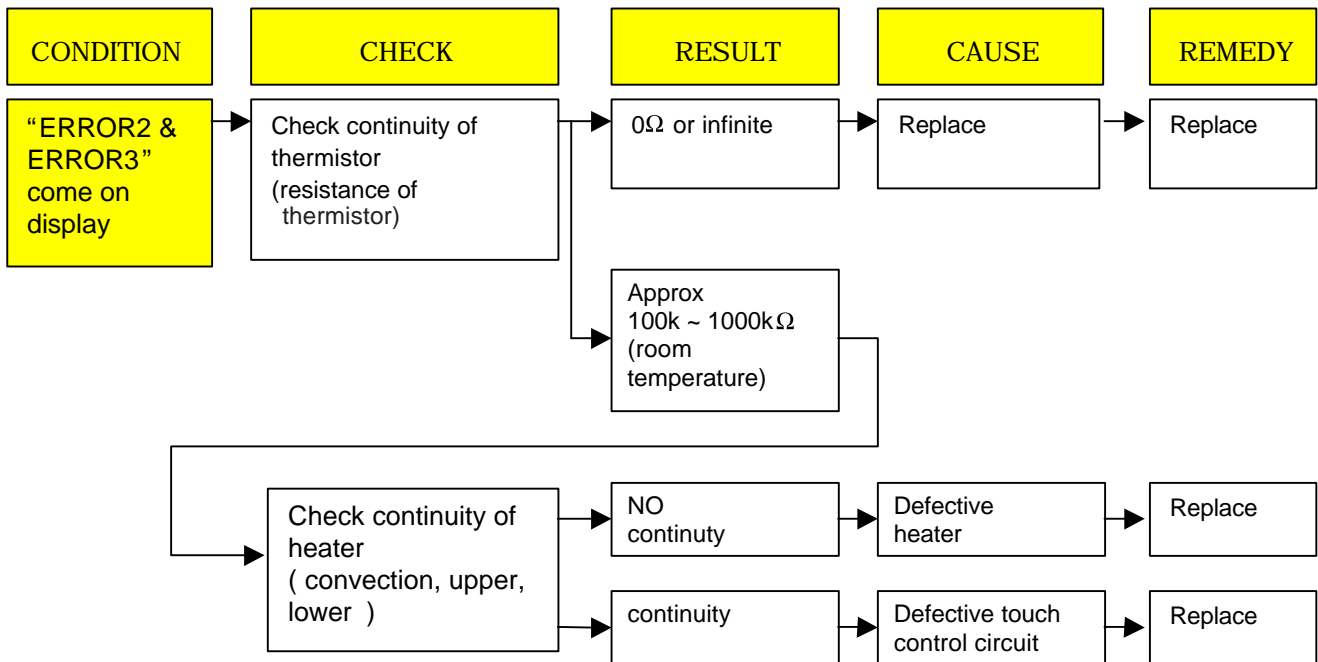 CONDITION
CHECK
RESULT
CAUSE
REMEDY
“ERROR2 &
ERROR3”
come on
display
Check continuity of
thermistor
(resistance of
thermistor)
0Ω or infinite
Replace
Replace
Approx
100k ~ 1000kΩ
(room
temperature)
Check continuity of
heater
( convection, upper,
lower )
NO
continuty
Defective
heater
Replace
continuity
Defective touch
control circuit
Replace